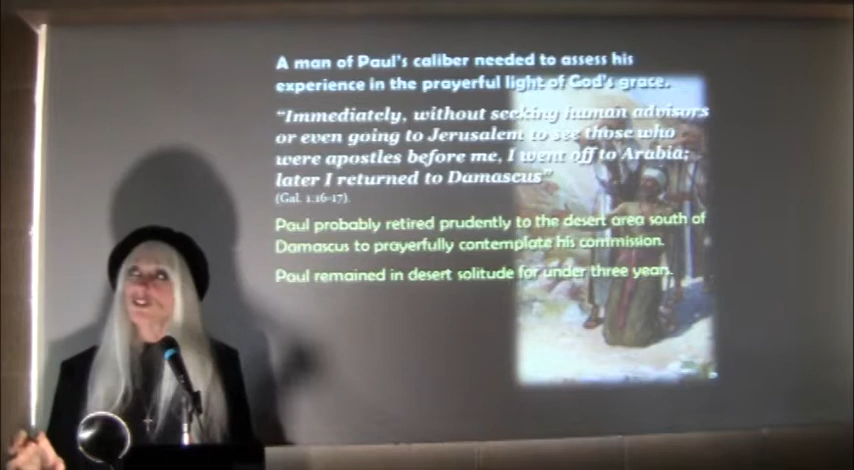 A man of Paul's caliber needed to assess his
experience in the prayerful light of God's grace.
"Immediately, without seeking human advisors
or even going to Jerusalem to see those who
were apostles before me, I went off to Arabia;
later I returned to Damascus"
(Gal. 1:16-17).
Paul probably retired prudently to the desert area south of
Damascus to prayerfully contemplate his commission.
Paul remained in desert solitude for under three years.